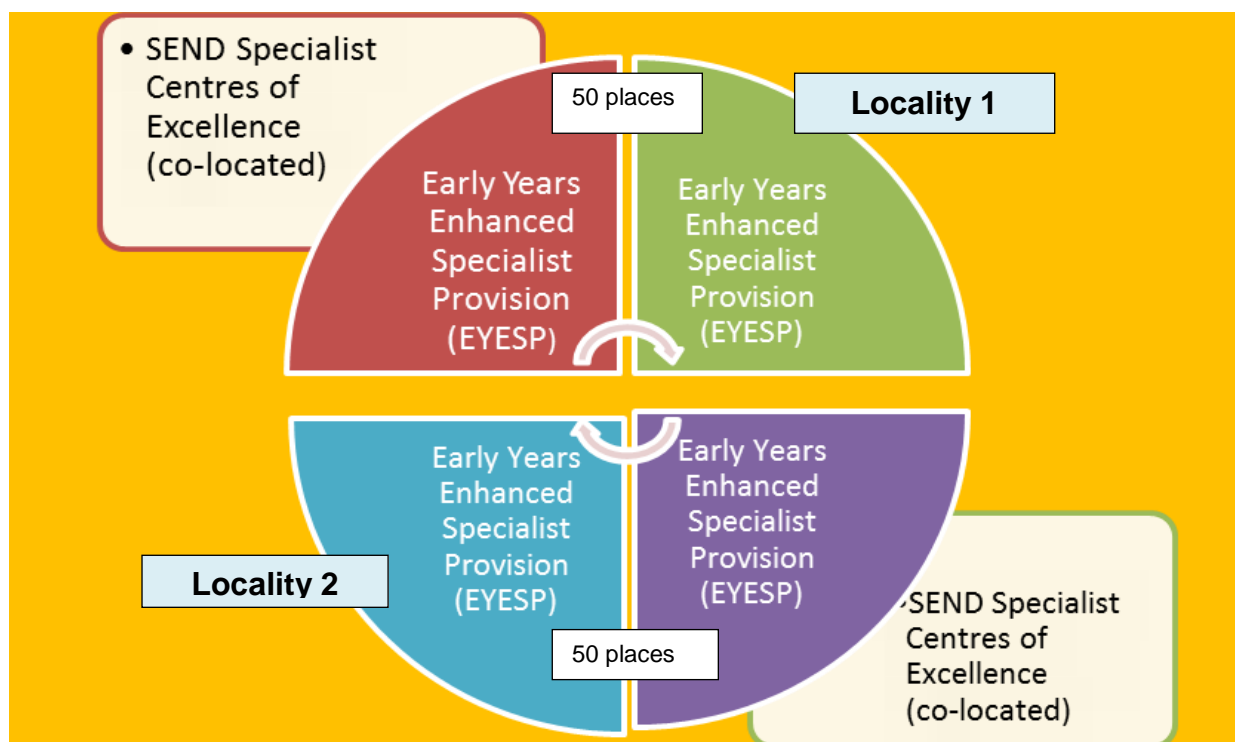 • SEND Specialist
Centres of
Excellence
(co-located)
50 places
Locality 1
Early Years
Enhanced
Specialist
Provision
(EYESP)
Early Years
Enhanced
Specialist
Provision
(EYESP)
Early Years
Enhanced
Specialist
Provision
(EYESP)
Early Years
Enhanced
Specialist
Provision
(EYESP)
Locality 2
50 places
SEND Specialist
Centres of
Excellence
(co-located)